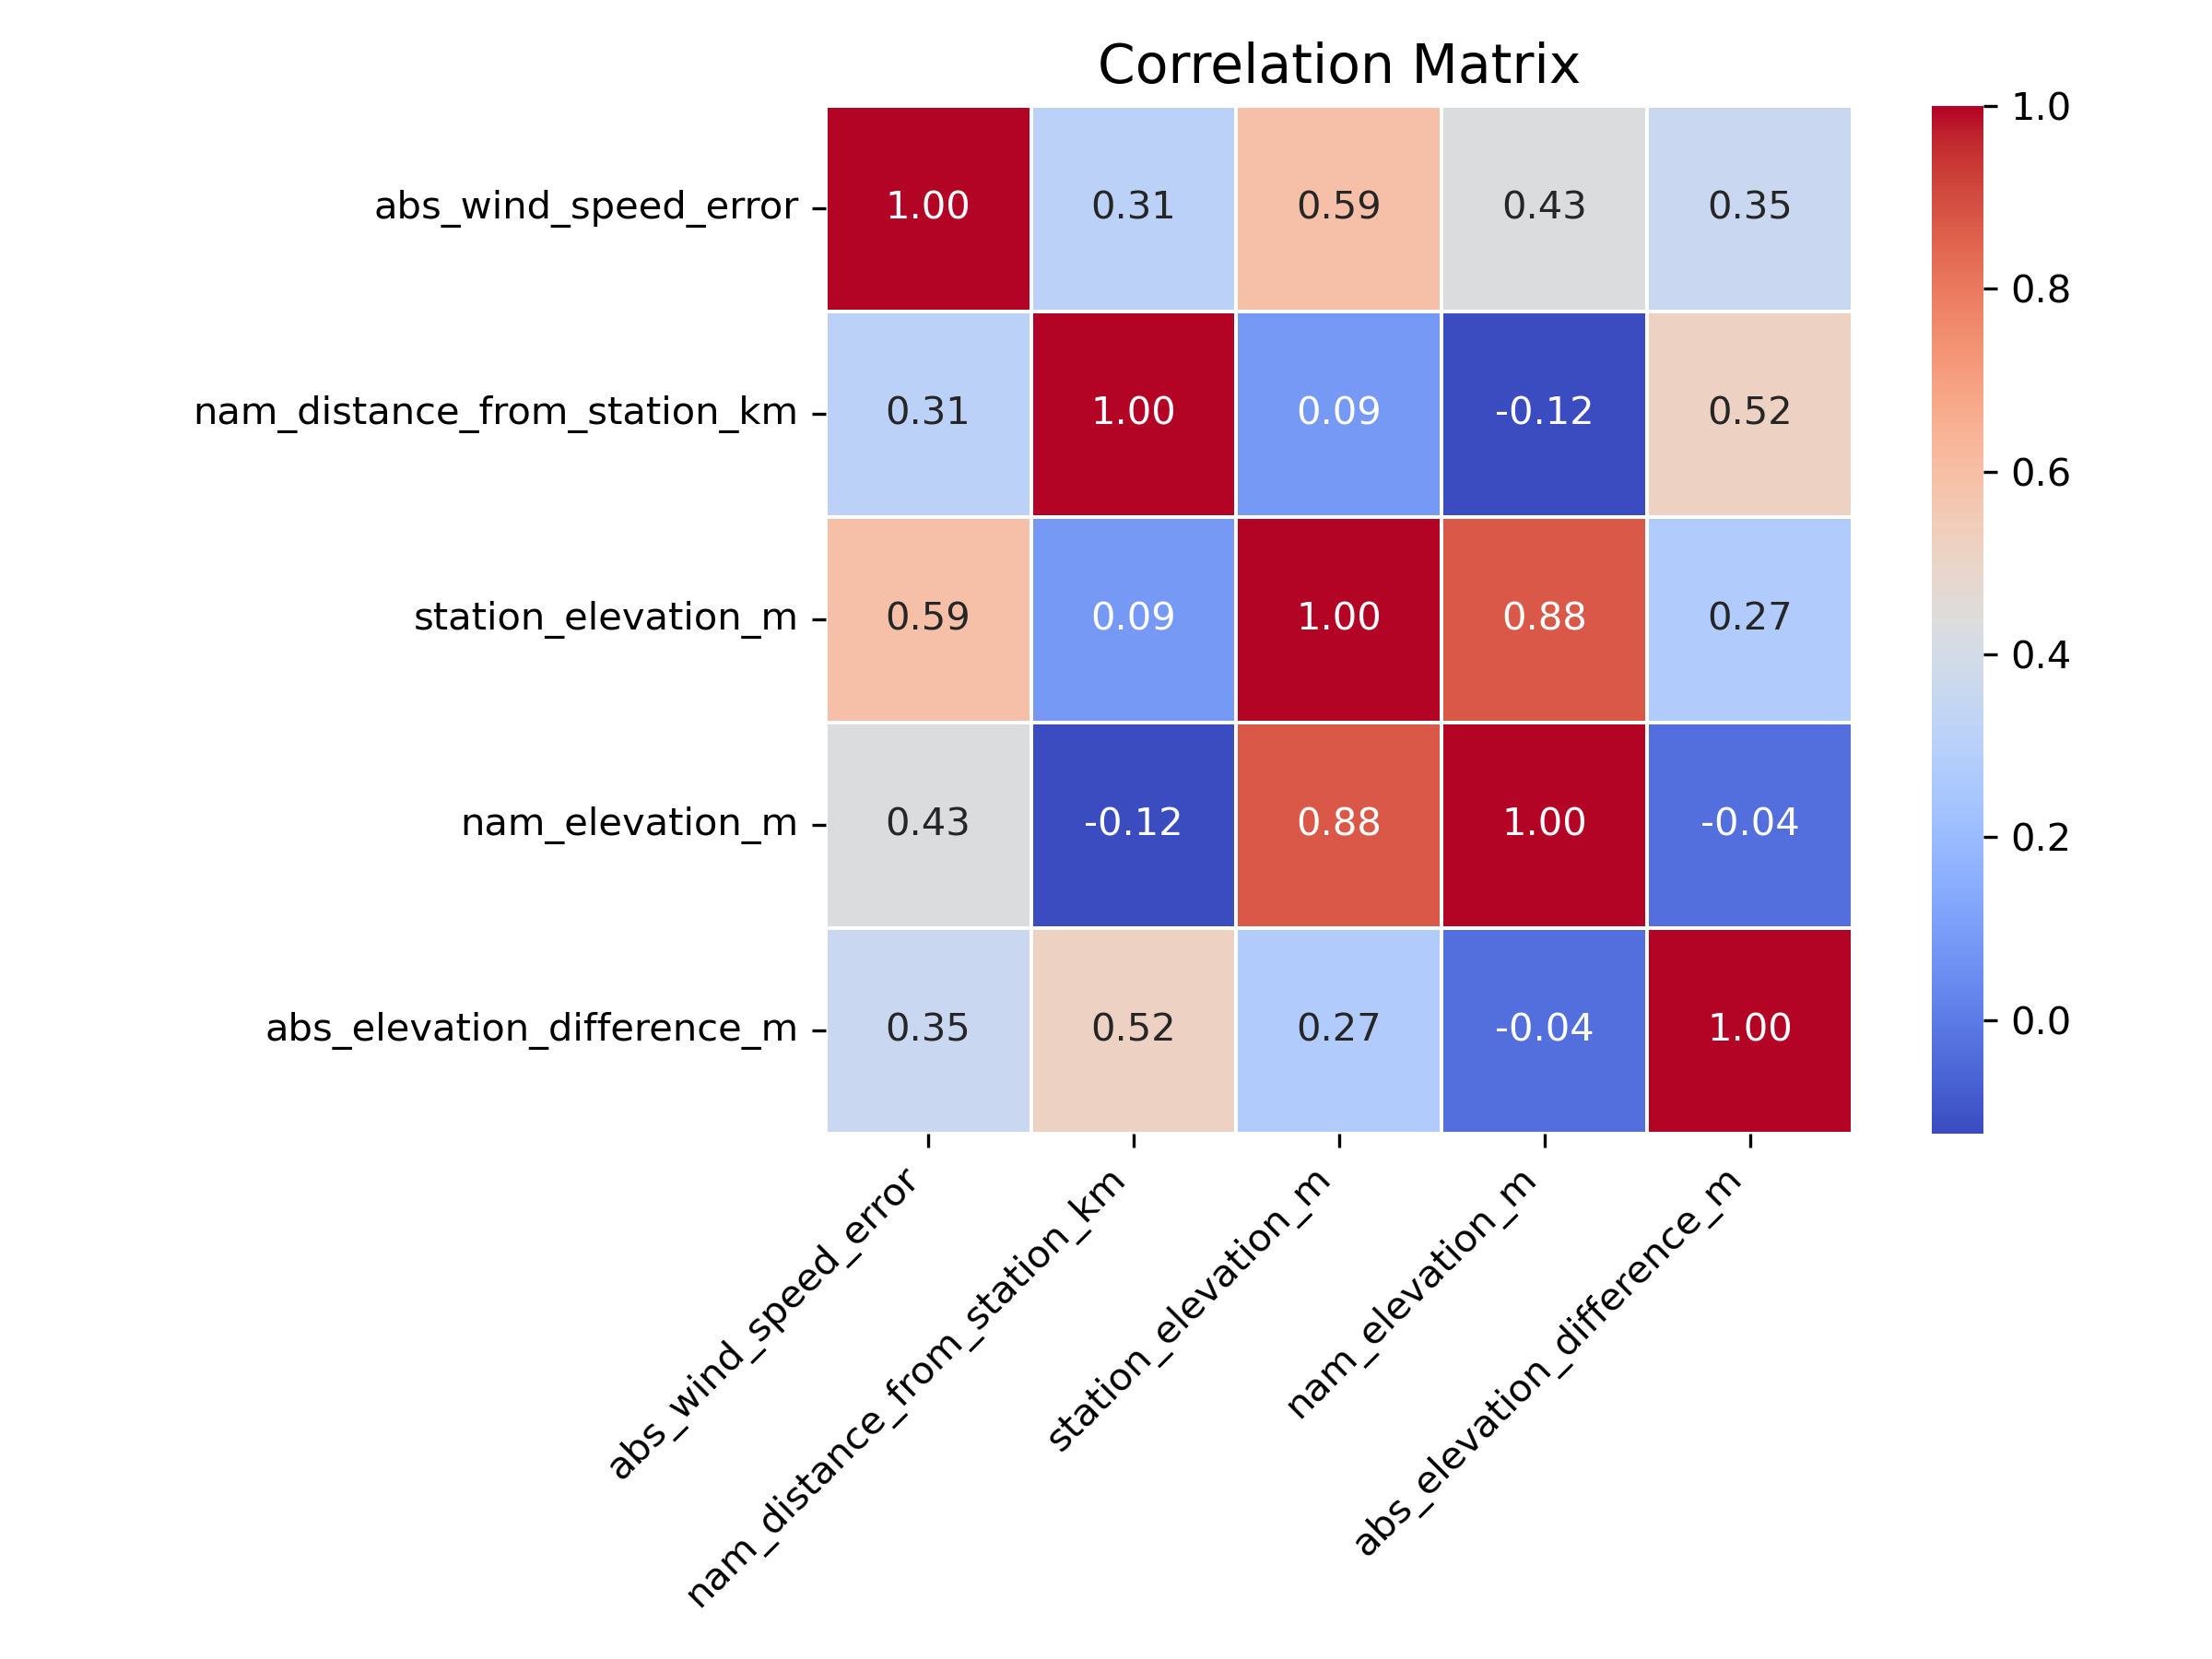 Correlation Matrix
abs_wind_speed_error 1.00 0.31 0.59 0.43 0.35
nam_distance_from_station_km 0.31 1.00 0.09 -0.12 0.52
station_elevation_m 0.59 0.09 1.00 0.88 0.27
nam_elevation_m 0.43 -0.12 0.88 1.00 -0.04
abs_elevation_difference_m 0.35 0.52 0.27 -0.04 1.00
abs_wind_speed_error
nam_distance_from_station_km
station_elevation_m
nam_elevation_m
abs_elevation_difference_m
1.0
0.8
0.6
0.4
0.2
0.0